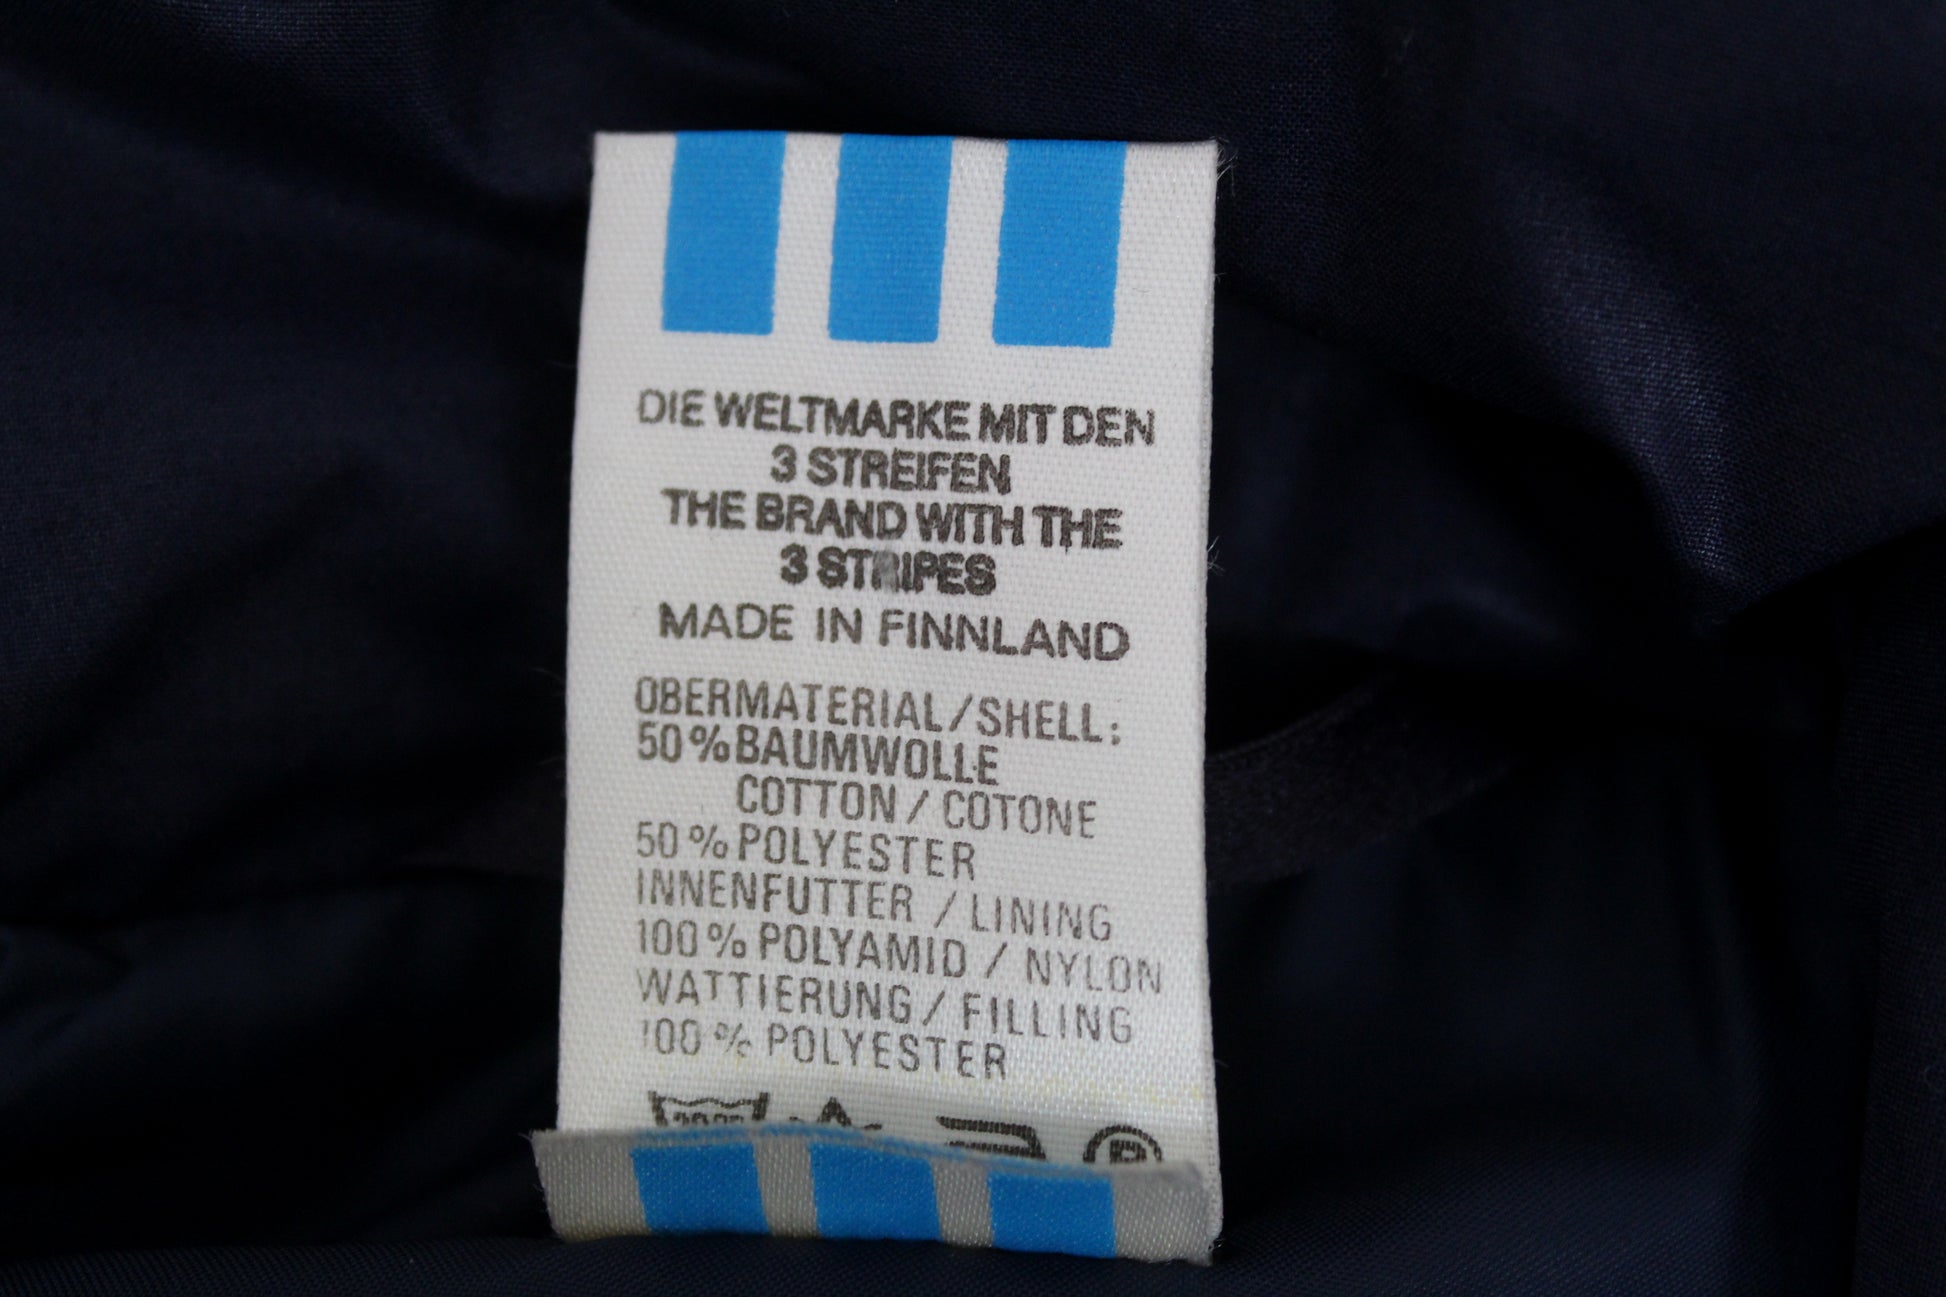 DIE WELTMARKE MIT DEN
3 STREIFEN
THE BRAND WITH THE
3 STRIPES
MADE IN FINNLAND
OBERMATERIAL/SHELL:
50% BAUMWOLLE
COTTON / COTONE
50% POLYESTER
INNENFUTTER / LINING
100% POLYAMID / NYLON
WATTIERUNG / FILLING
100% POLYESTER
P